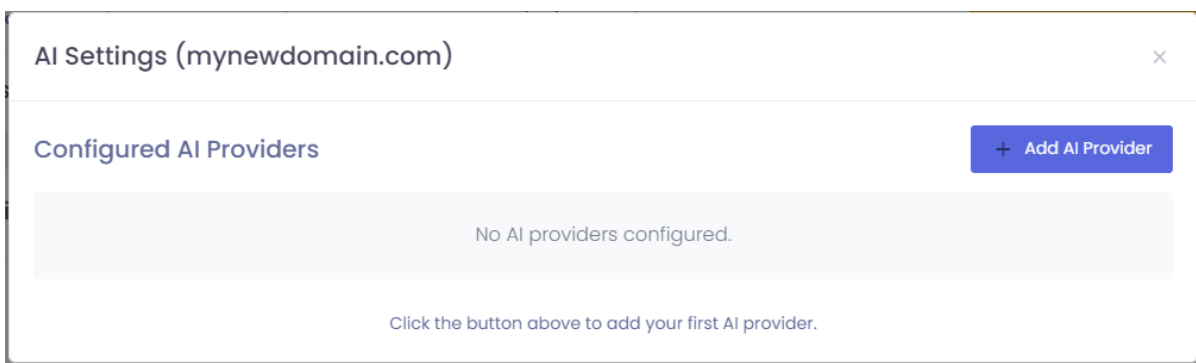 AI Settings (mynewdomain.com)
×
Configured AI Providers
+ Add AI Provider
No AI providers configured.
Click the button above to add your first AI provider.